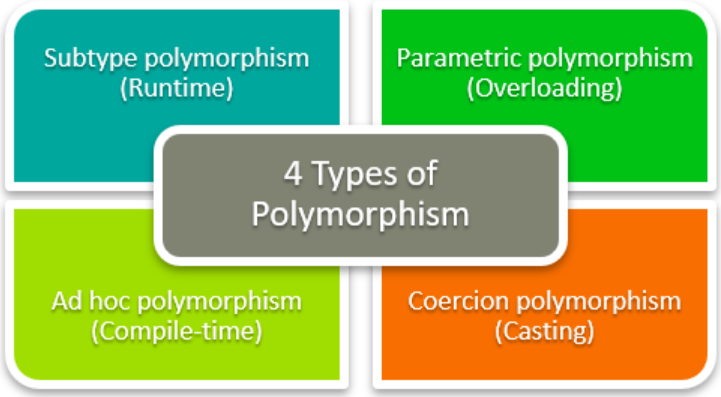 Subtype polymorphism
(Runtime)
Parametric polymorphism
(Overloading)
4 Types of
Polymorphism
Ad hoc polymorphism
(Compile-time)
Coercion polymorphism
(Casting)